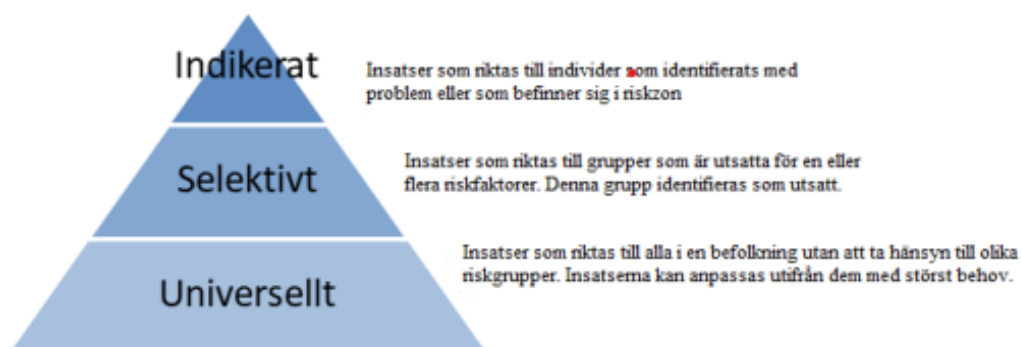 Indikerat
Insatser som riktas till individer som identifierats med
problem eller som befinner sig i riskzon
Selektivt
Insatser som riktas till grupper som är utsatta för en eller
flera riskfaktorer. Denna grupp identifieras som utsatt.
Universellt
Insatser som riktas till alla i en befolkning utan att ta hänsyn till olika
riskgrupper. Insatserna kan anpassas utifrån dem med störst behov.